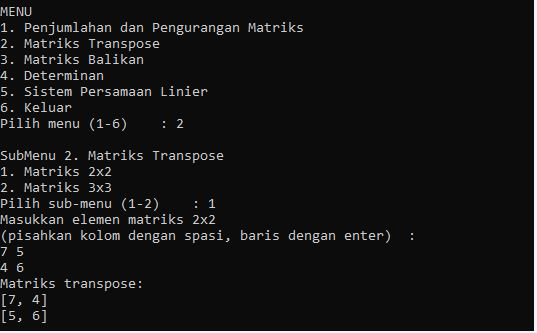 MENU
1. Penjumlahan dan Pengurangan Matriks
2. Matriks Transpose
3. Matriks Balikan
4. Determinan
5. Sistem Persamaan Linier
6. Keluar
Pilih menu (1-6)    : 2

SubMenu 2. Matriks Transpose
1. Matriks 2x2
2. Matriks 3x3
Pilih sub-menu (1-2)    : 1
Masukkan elemen matriks 2x2
(pisahkan kolom dengan spasi, baris dengan enter)  :
7 5
4 6
Matriks transpose:
[7, 4]
[5, 6]